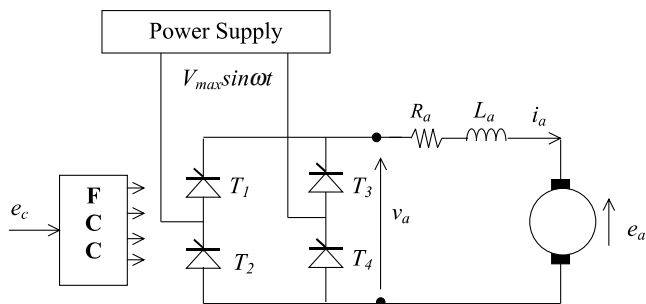 Power Supply
V_max sinωt
R_a
L_a
i_a
F
C
C
e_c
T_1
T_3
T_2
T_4
v_a
e_a